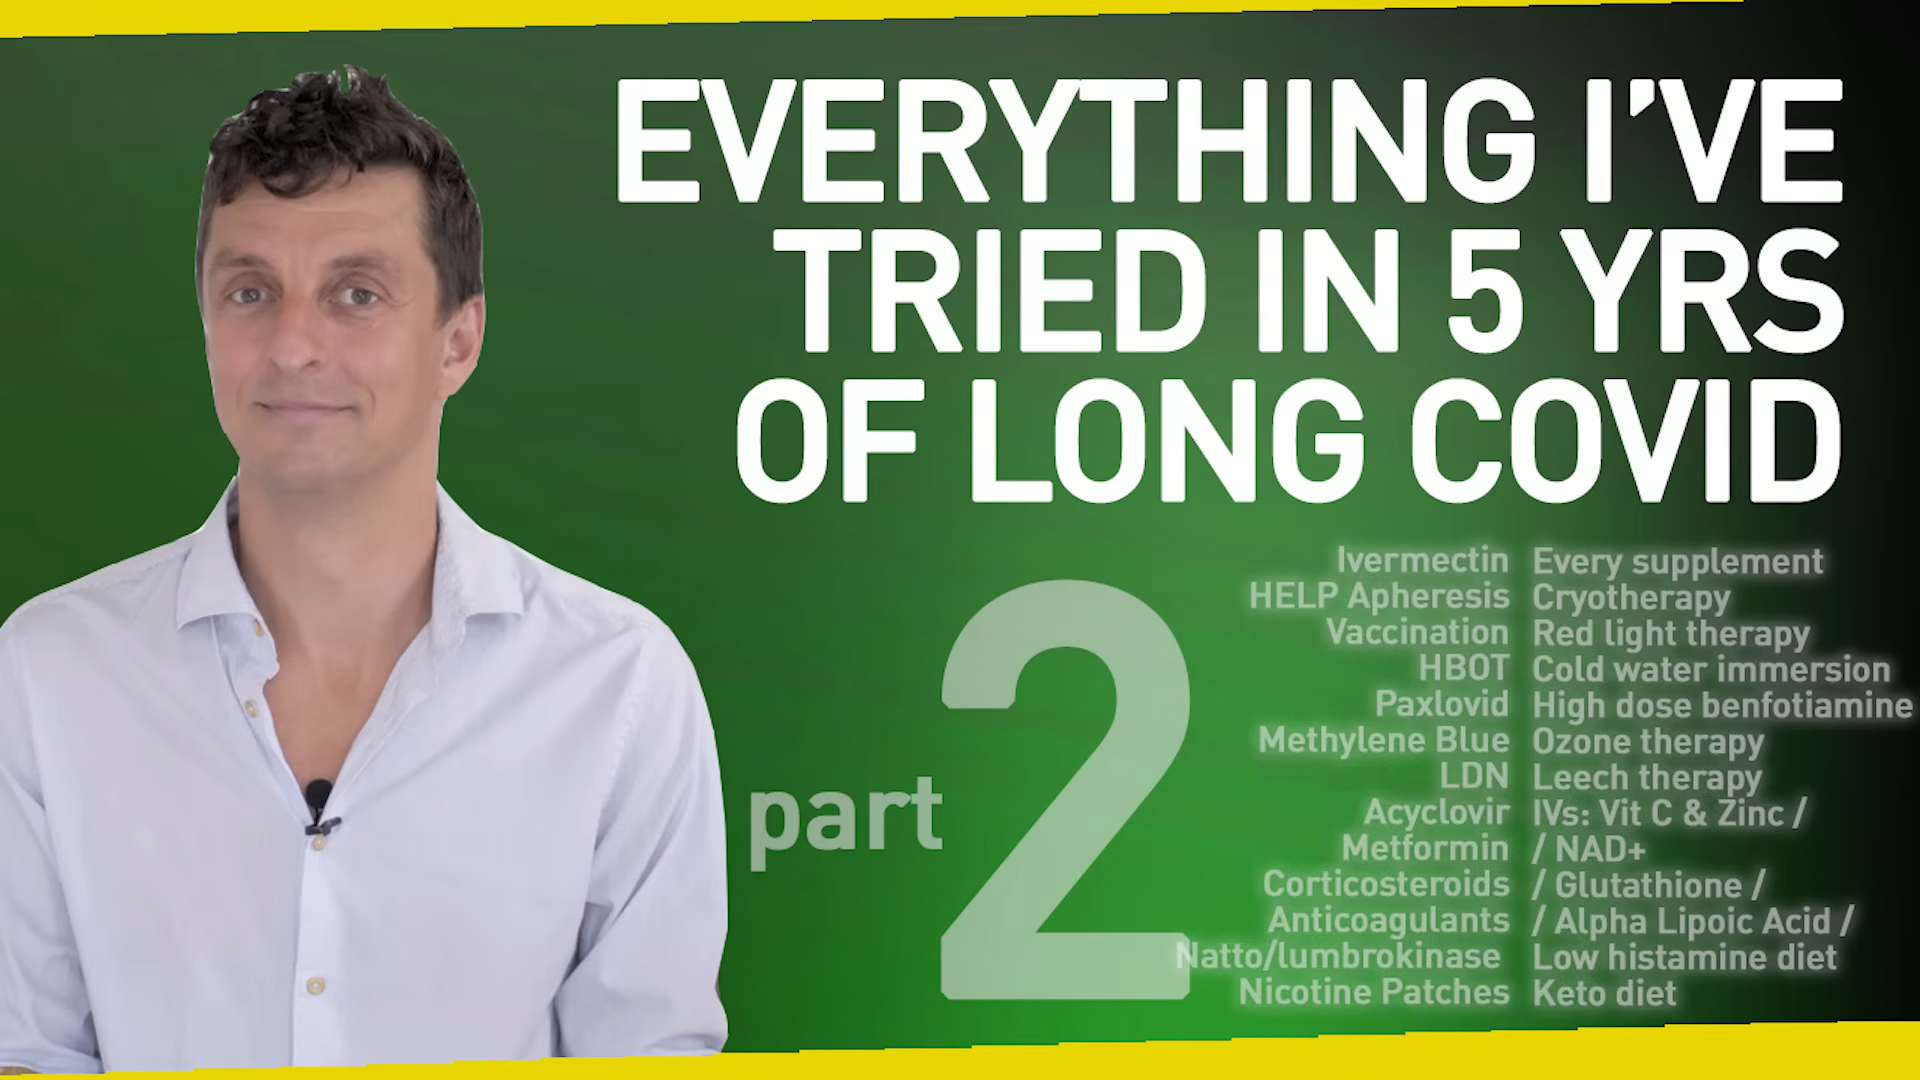 EVERYTHING I'VE
TRIED IN 5 YRS
OF LONG COVID
part 2
Ivermectin
HELP Apheresis
Vaccination
HBOT
Paxlovid
Methylene Blue
LDN
Acyclovir
Metformin
Corticosteroids
Anticoagulants
Natto/lumbrokinase
Nicotine Patches
Every supplement
Cryotherapy
Red light therapy
Cold water immersion
High dose benfotiamine
Ozone therapy
Leech therapy
IVs: Vit C & Zinc /
/ NAD+
/ Glutathione /
/ Alpha Lipoic Acid /
Low histamine diet
Keto diet